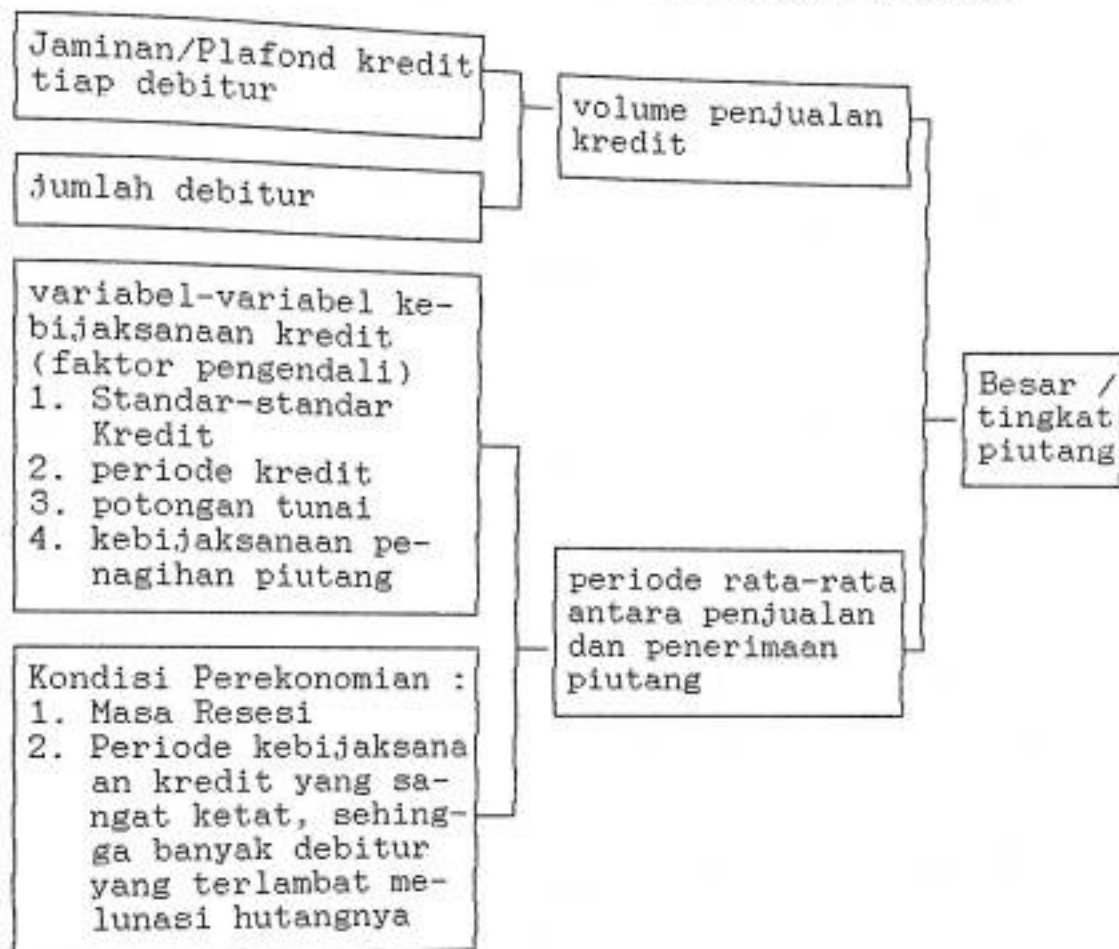 Jaminan/Plafond kredit
tiap debitur
jumlah debitur
volume penjualan
kredit
variabel-variabel ke-
bijaksanaan kredit
(faktor pengendali)
1. Standar-standar
Kredit
2. periode kredit
3. potongan tunai
4. kebijaksanaan pe-
nagihan piutang
Kondisi Perekonomian :
1. Masa Resesi
2. Periode kebijaksana
an kredit yang sa-
ngat ketat, sehing-
ga banyak debitur
yang terlambat me-
lunasi hutangnya
periode rata-rata
antara penjualan
dan penerimaan
piutang
Besar /
tingkat
piutang